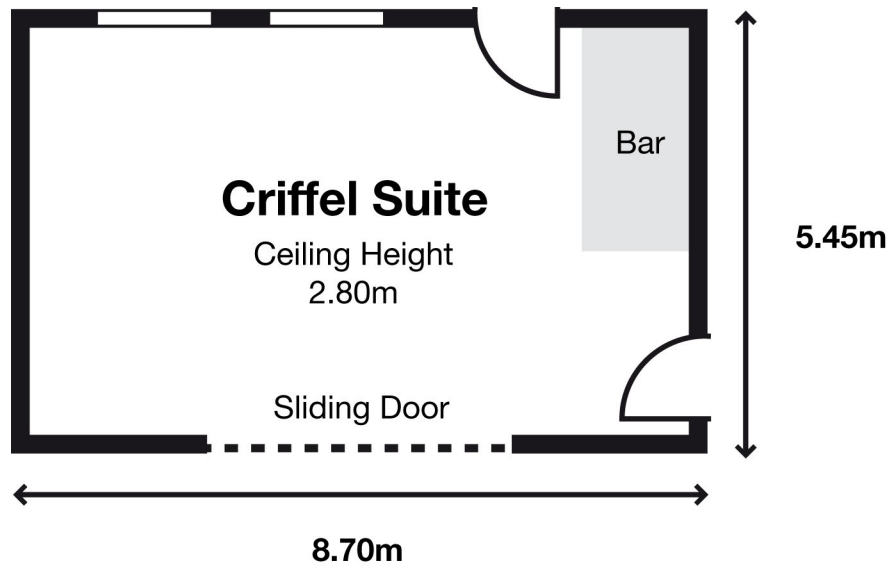 Bar
Criffel Suite
Ceiling Height
2.80m
5.45m
Sliding Door
8.70m